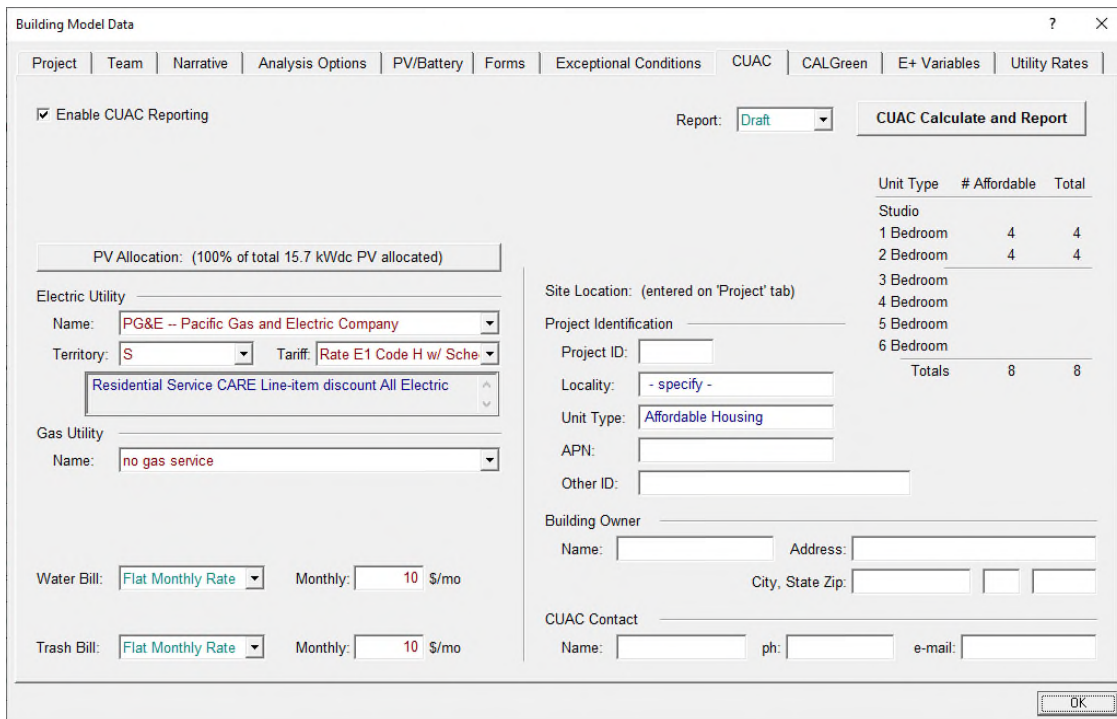 Building Model Data
? X
Project | Team | Narrative | Analysis Options | PV/Battery | Forms | Exceptional Conditions | CUAC | CALGreen | E+ Variables | Utility Rates
Enable CUAC Reporting
Report: Draft
CUAC Calculate and Report
Unit Type # Affordable Total
Studio
1 Bedroom 4 4
2 Bedroom 4 4
3 Bedroom
4 Bedroom
5 Bedroom
6 Bedroom
Totals 8 8
PV Allocation: (100% of total 15.7 kWdc PV allocated)
Electric Utility
Name: PG&E -- Pacific Gas and Electric Company
Territory: S Tariff: Rate E1 Code H w/ Sche
Residential Service CARE Line-item discount All Electric
Gas Utility
Name: no gas service
Water Bill: Flat Monthly Rate Monthly: 10 $/mo
Trash Bill: Flat Monthly Rate Monthly: 10 $/mo
Site Location: (entered on 'Project' tab)
Project Identification
Project ID:
Locality: - specify -
Unit Type: Affordable Housing
APN:
Other ID:
Building Owner
Name: Address:
City, State Zip:
CUAC Contact
Name: ph: e-mail:
OK